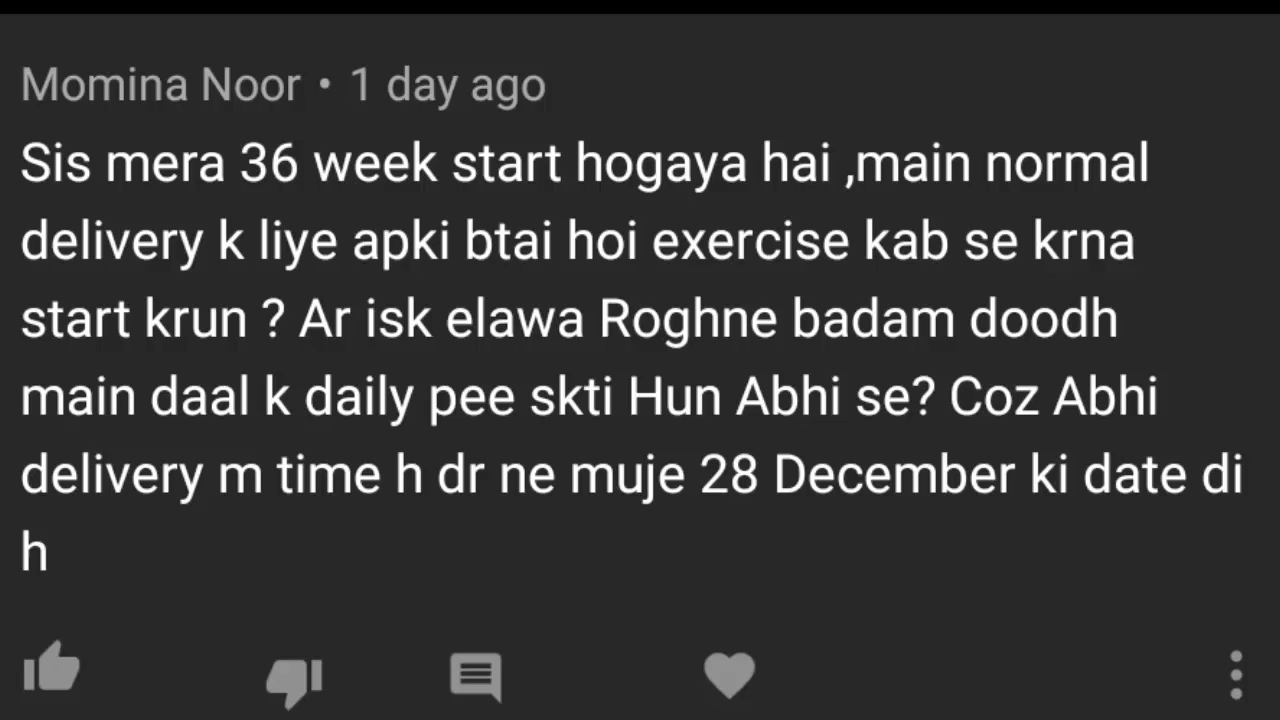 Momina Noor • 1 day ago
Sis mera 36 week start hogaya hai ,main normal
delivery k liye apki btai hoi exercise kab se krna
start krun ? Ar isk elawa Roghne badam doodh
main daal k daily pee skti Hun Abhi se? Coz Abhi
delivery m time h dr ne muje 28 December ki date di
h